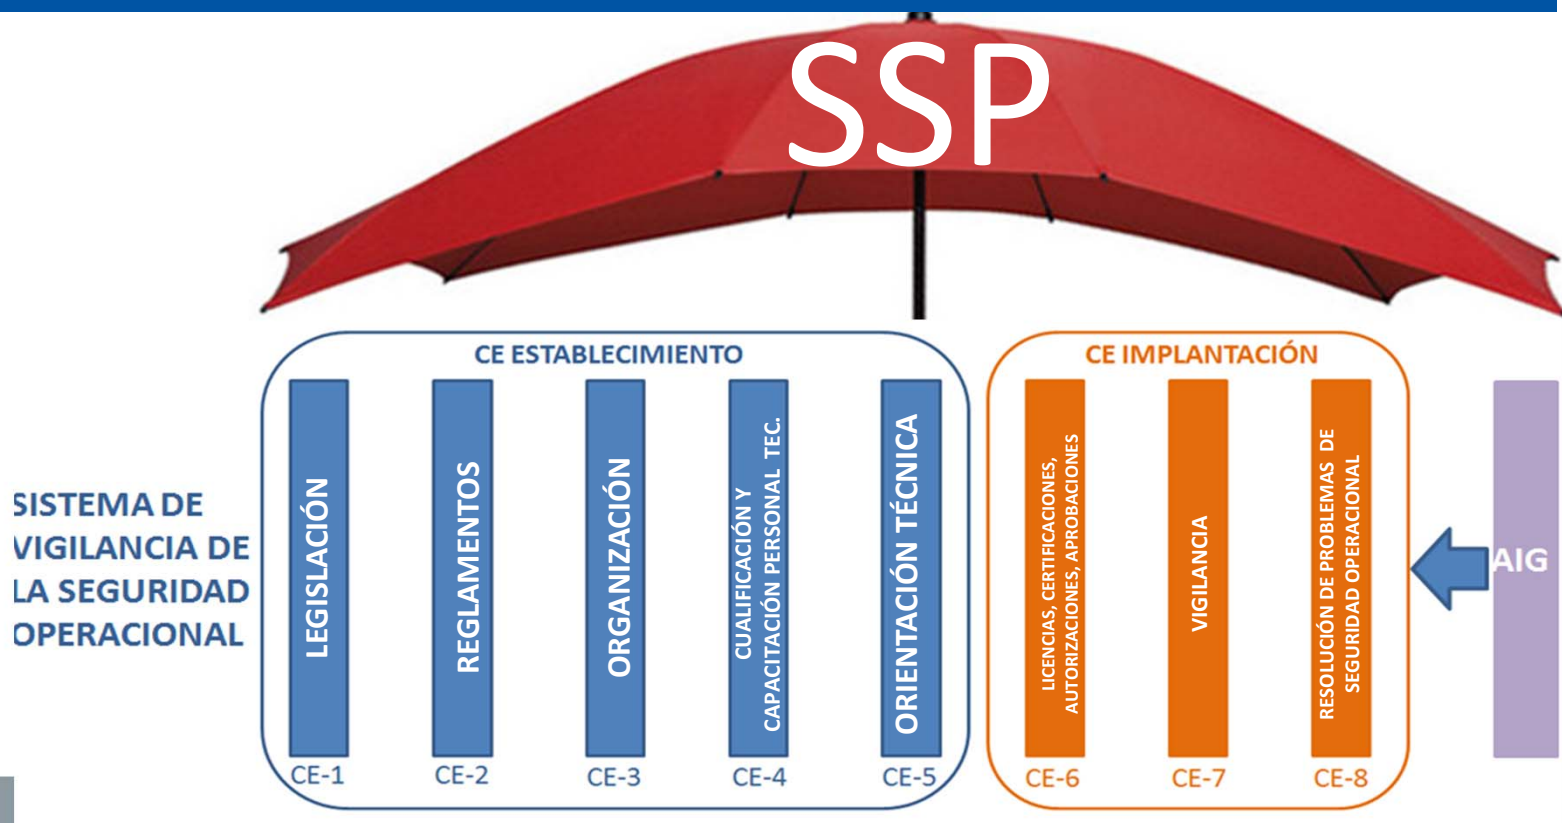 SSP
CE ESTABLECIMIENTO
CE IMPLANTACIÓN
SISTEMA DE
VIGILANCIA DE
LA SEGURIDAD
OPERACIONAL
LEGISLACIÓN
REGLAMENTOS
ORGANIZACIÓN
CUALIFICACIÓN Y
CAPACITACIÓN PERSONAL TEC.
ORIENTACIÓN TÉCNICA
LICENCIAS, CERTIFICACIONES,
AUTORIZACIONES, APROBACIONES
VIGILANCIA
RESOLUCIÓN DE PROBLEMAS DE
SEGURIDAD OPERACIONAL
AIG
CE-1
CE-2
CE-3
CE-4
CE-5
CE-6
CE-7
CE-8